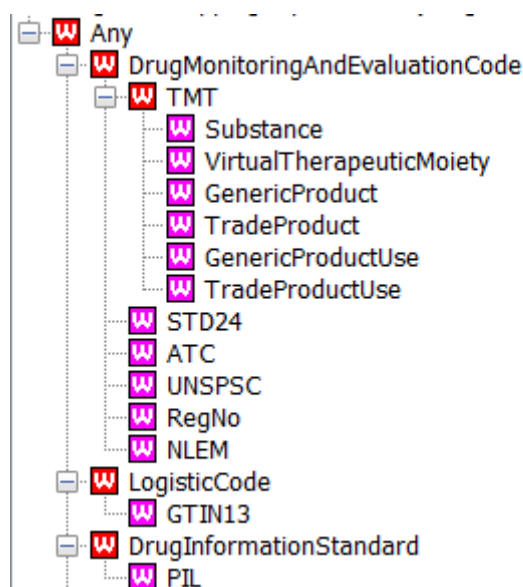 Any
DrugMonitoringAndEvaluationCode
TMT
Substance
VirtualTherapeuticMoiety
GenericProduct
TradeProduct
GenericProductUse
TradeProductUse
STD24
ATC
UNSPSC
RegNo
NLEM
LogisticCode
GTIN13
DrugInformationStandard
PIL